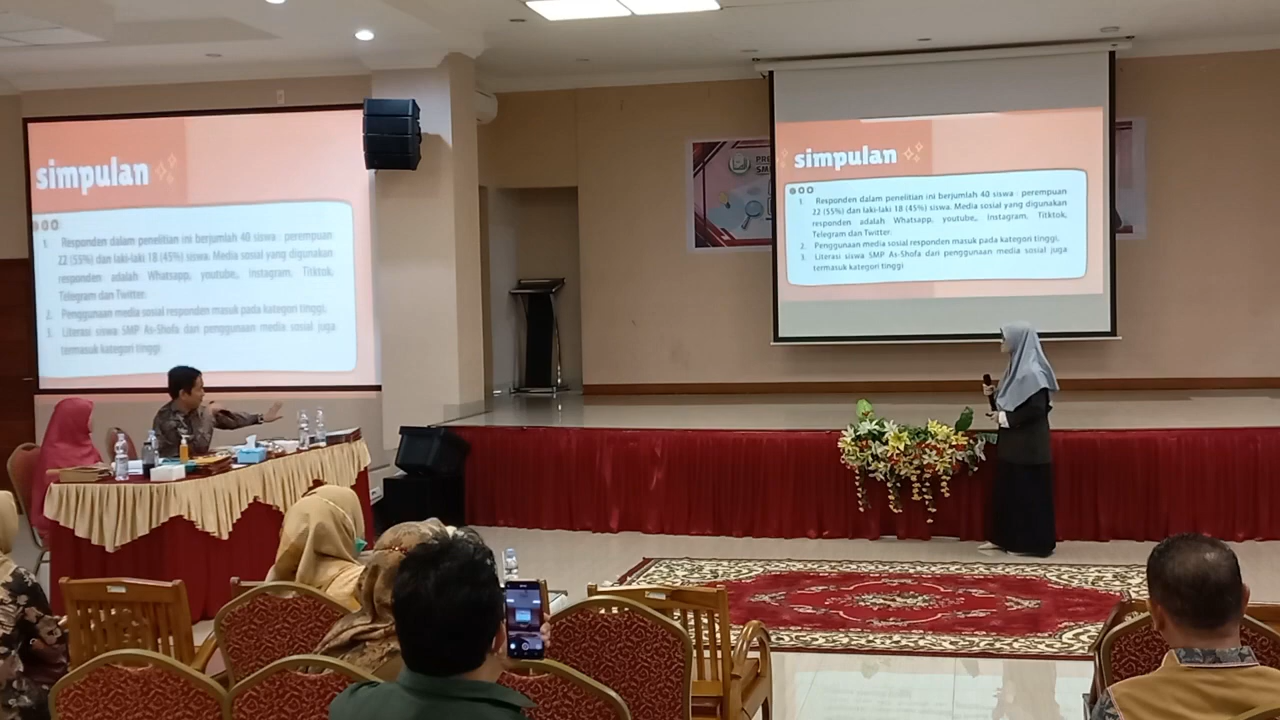 simpulan
1. Responden dalam penelitian ini berjumlah 40 siswa : perempuan
22 (55%) dan laki-laki 18 (45%) siswa. Media sosial yang digunakan
responden adalah Whatsapp, youtube,, Instagram, Titktok,
Telegram dan Twitter.
2. Penggunaan media sosial responden masuk pada kategori tinggi,
3. Literasi siswa SMP As-Shofa dan penggunaan media sosial juga
termasuk kategori tinggi
simpulan
1. Responden dalam penelitian ini berjumlah 40 siswa : perempuan
22 (55%) dan laki-laki 18 (45%) siswa. Media sosial yang digunakan
responden adalah Whatsapp, youtube,, Instagram, Titktok,
Telegram dan Twitter.
2. Penggunaan media sosial responden masuk pada kategori tinggi,
3. Literasi siswa SMP As-Shofa dan penggunaan media sosial juga
termasuk kategori tinggi